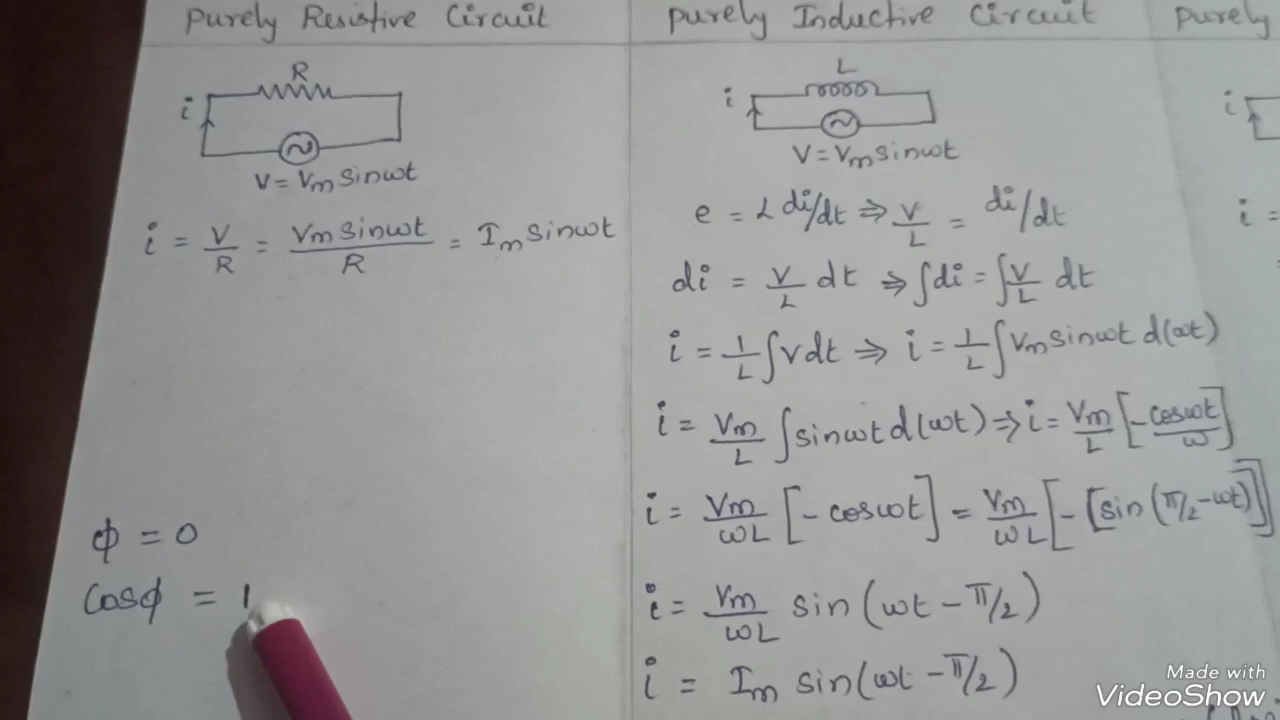 Purely Resistive Circuit
R
i
V = Vm sinωt
i = V/R = Vm sinωt/R = Im sinωt
φ = 0
Cosφ = 1
Purely Inductive Circuit
L
i
V = Vm sinωt
e = L di/dt ⇒ V/L = di/dt
di = V/L dt ⇒ ∫di = ∫V/L dt
i = 1/L ∫v dt ⇒ i = 1/L ∫Vm sinωt d(ωt)
i = Vm/L ∫sinωt d(ωt) ⇒ i = Vm/L [-cosωt/ω]
i = Vm/ωL [-cosωt] = Vm/ωL [-[sin(π/2-ωt)]]
i = Vm/ωL sin(ωt-π/2)
i = Im sin(ωt-π/2)
Purely
i
i =
Made with
VideoShow